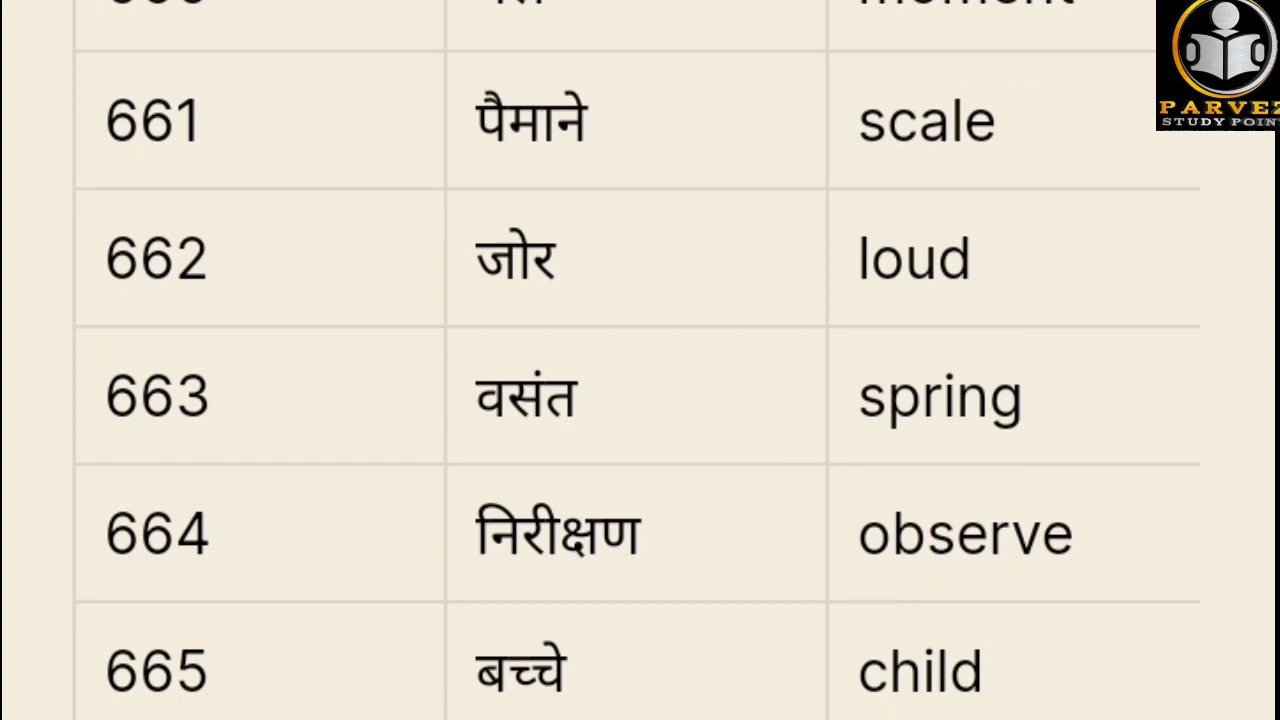 661 पैमाने scale
662 जोर loud
663 वसंत spring
664 निरीक्षण observe
665 बच्चे child
PARVEZ
STUDY POINT